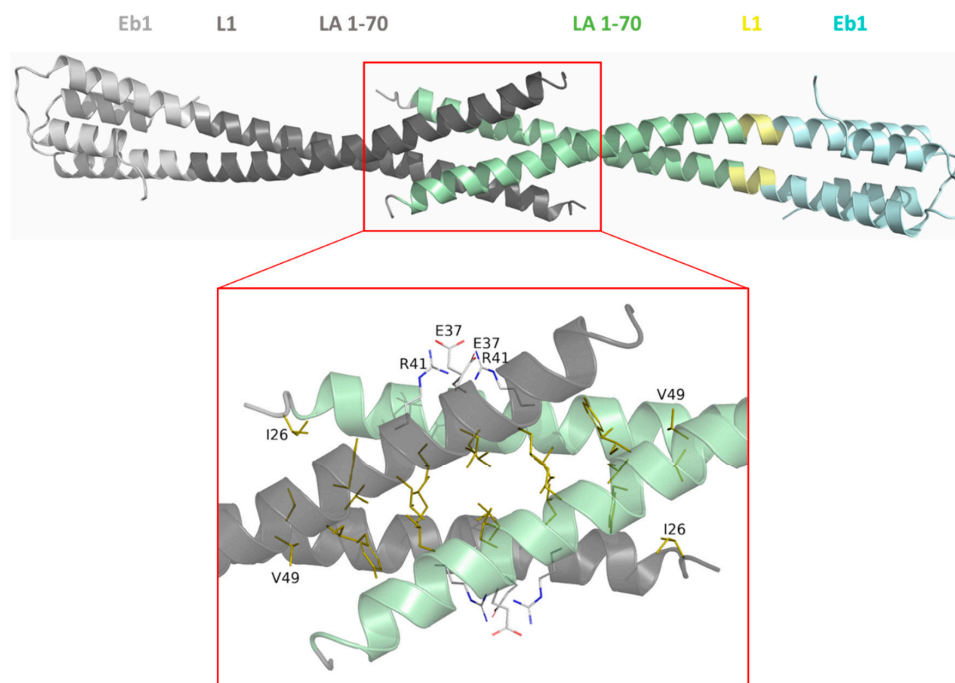 Eb1 L1 LA 1-70 LA 1-70 L1 Eb1
E37
E37
R41 R41
V49
I26
I26
V49